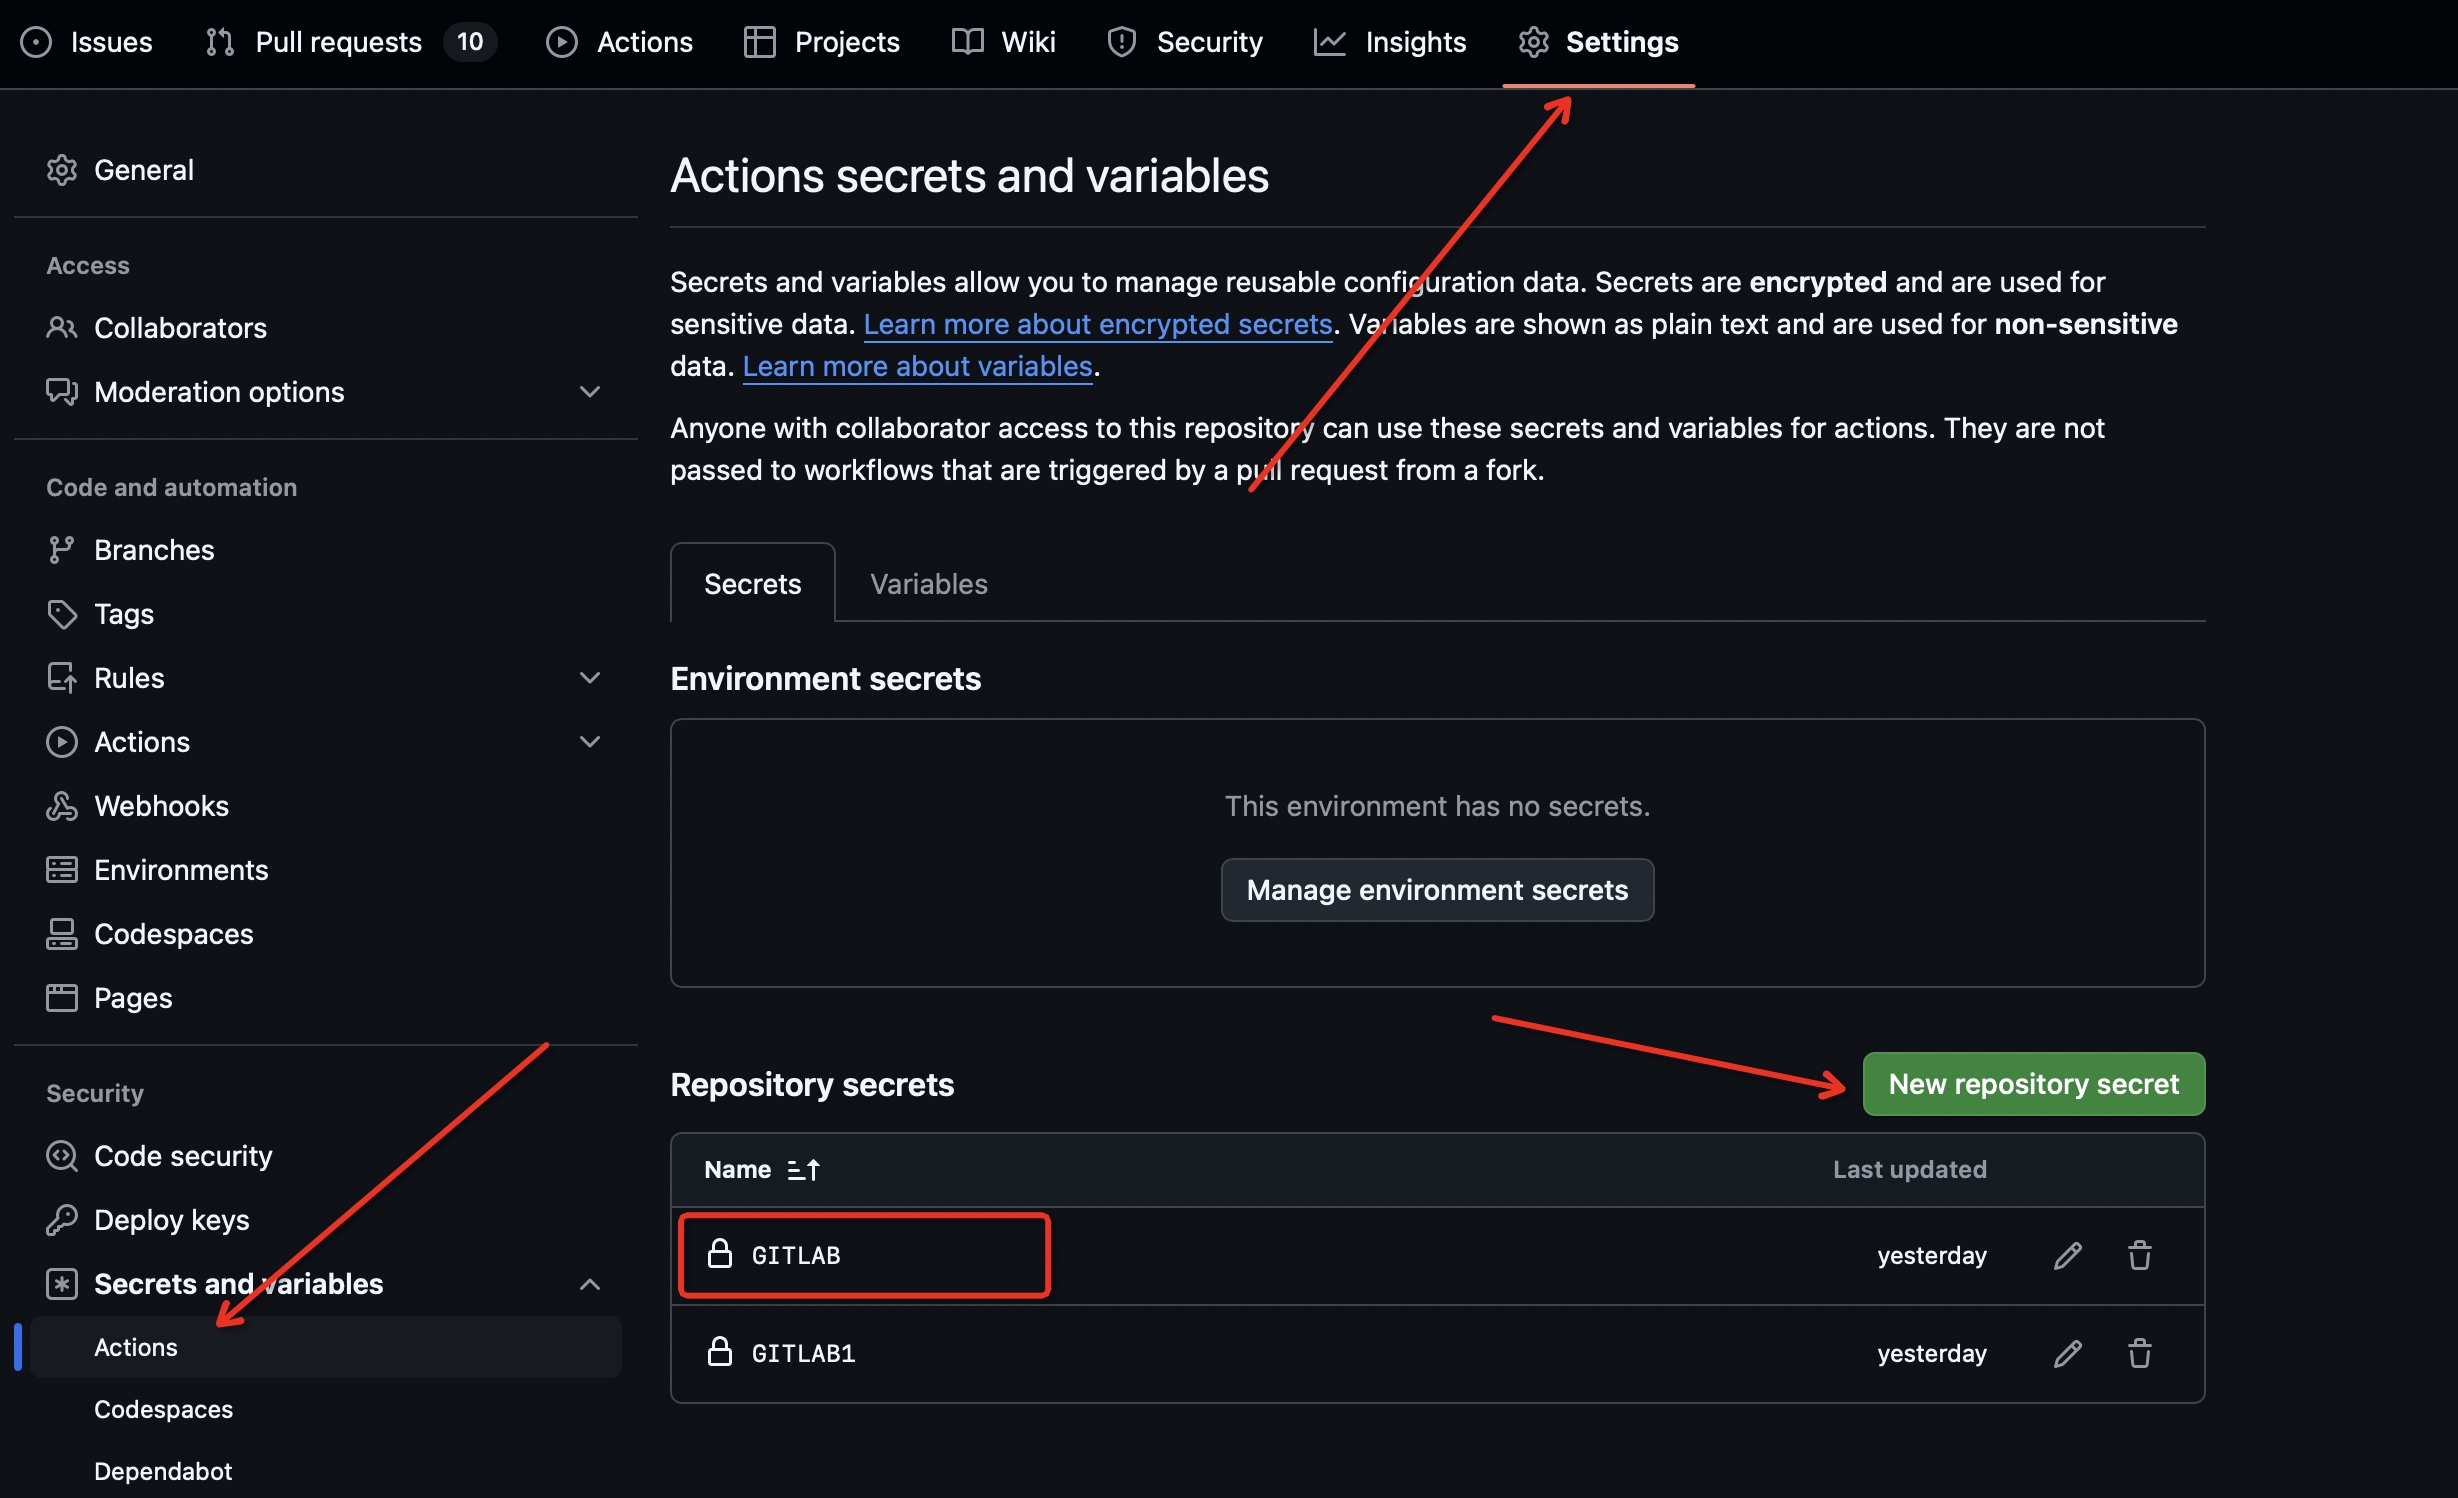 Issues Pull requests 10 Actions Projects Wiki Security Insights Settings
General
Access
Collaborators
Moderation options
Code and automation
Branches
Tags
Rules
Actions
Webhooks
Environments
Codespaces
Pages
Security
Code security
Deploy keys
Secrets and variables
Actions
Codespaces
Dependabot
Actions secrets and variables
Secrets and variables allow you to manage reusable configuration data. Secrets are encrypted and are used for
sensitive data. Learn more about encrypted secrets. Variables are shown as plain text and are used for non-sensitive
data. Learn more about variables.
Anyone with collaborator access to this repository can use these secrets and variables for actions. They are not
passed to workflows that are triggered by a pull request from a fork.
Secrets Variables
Environment secrets
This environment has no secrets.
Manage environment secrets
Repository secrets New repository secret
Name Last updated
GITLAB yesterday
GITLAB1 yesterday